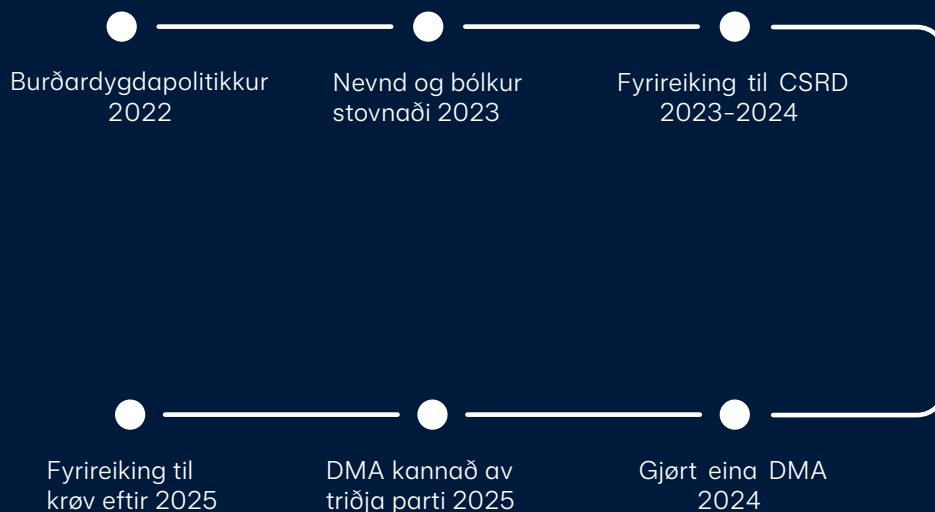 Burðardygdapolitikkur
2022
Nevnd og bólkur
stovnaði 2023
Fyrireiking til CSRD
2023-2024
Fyrireiking til
krøv eftir 2025
DMA kannað av
triðja parti 2025
Gjørt eina DMA
2024